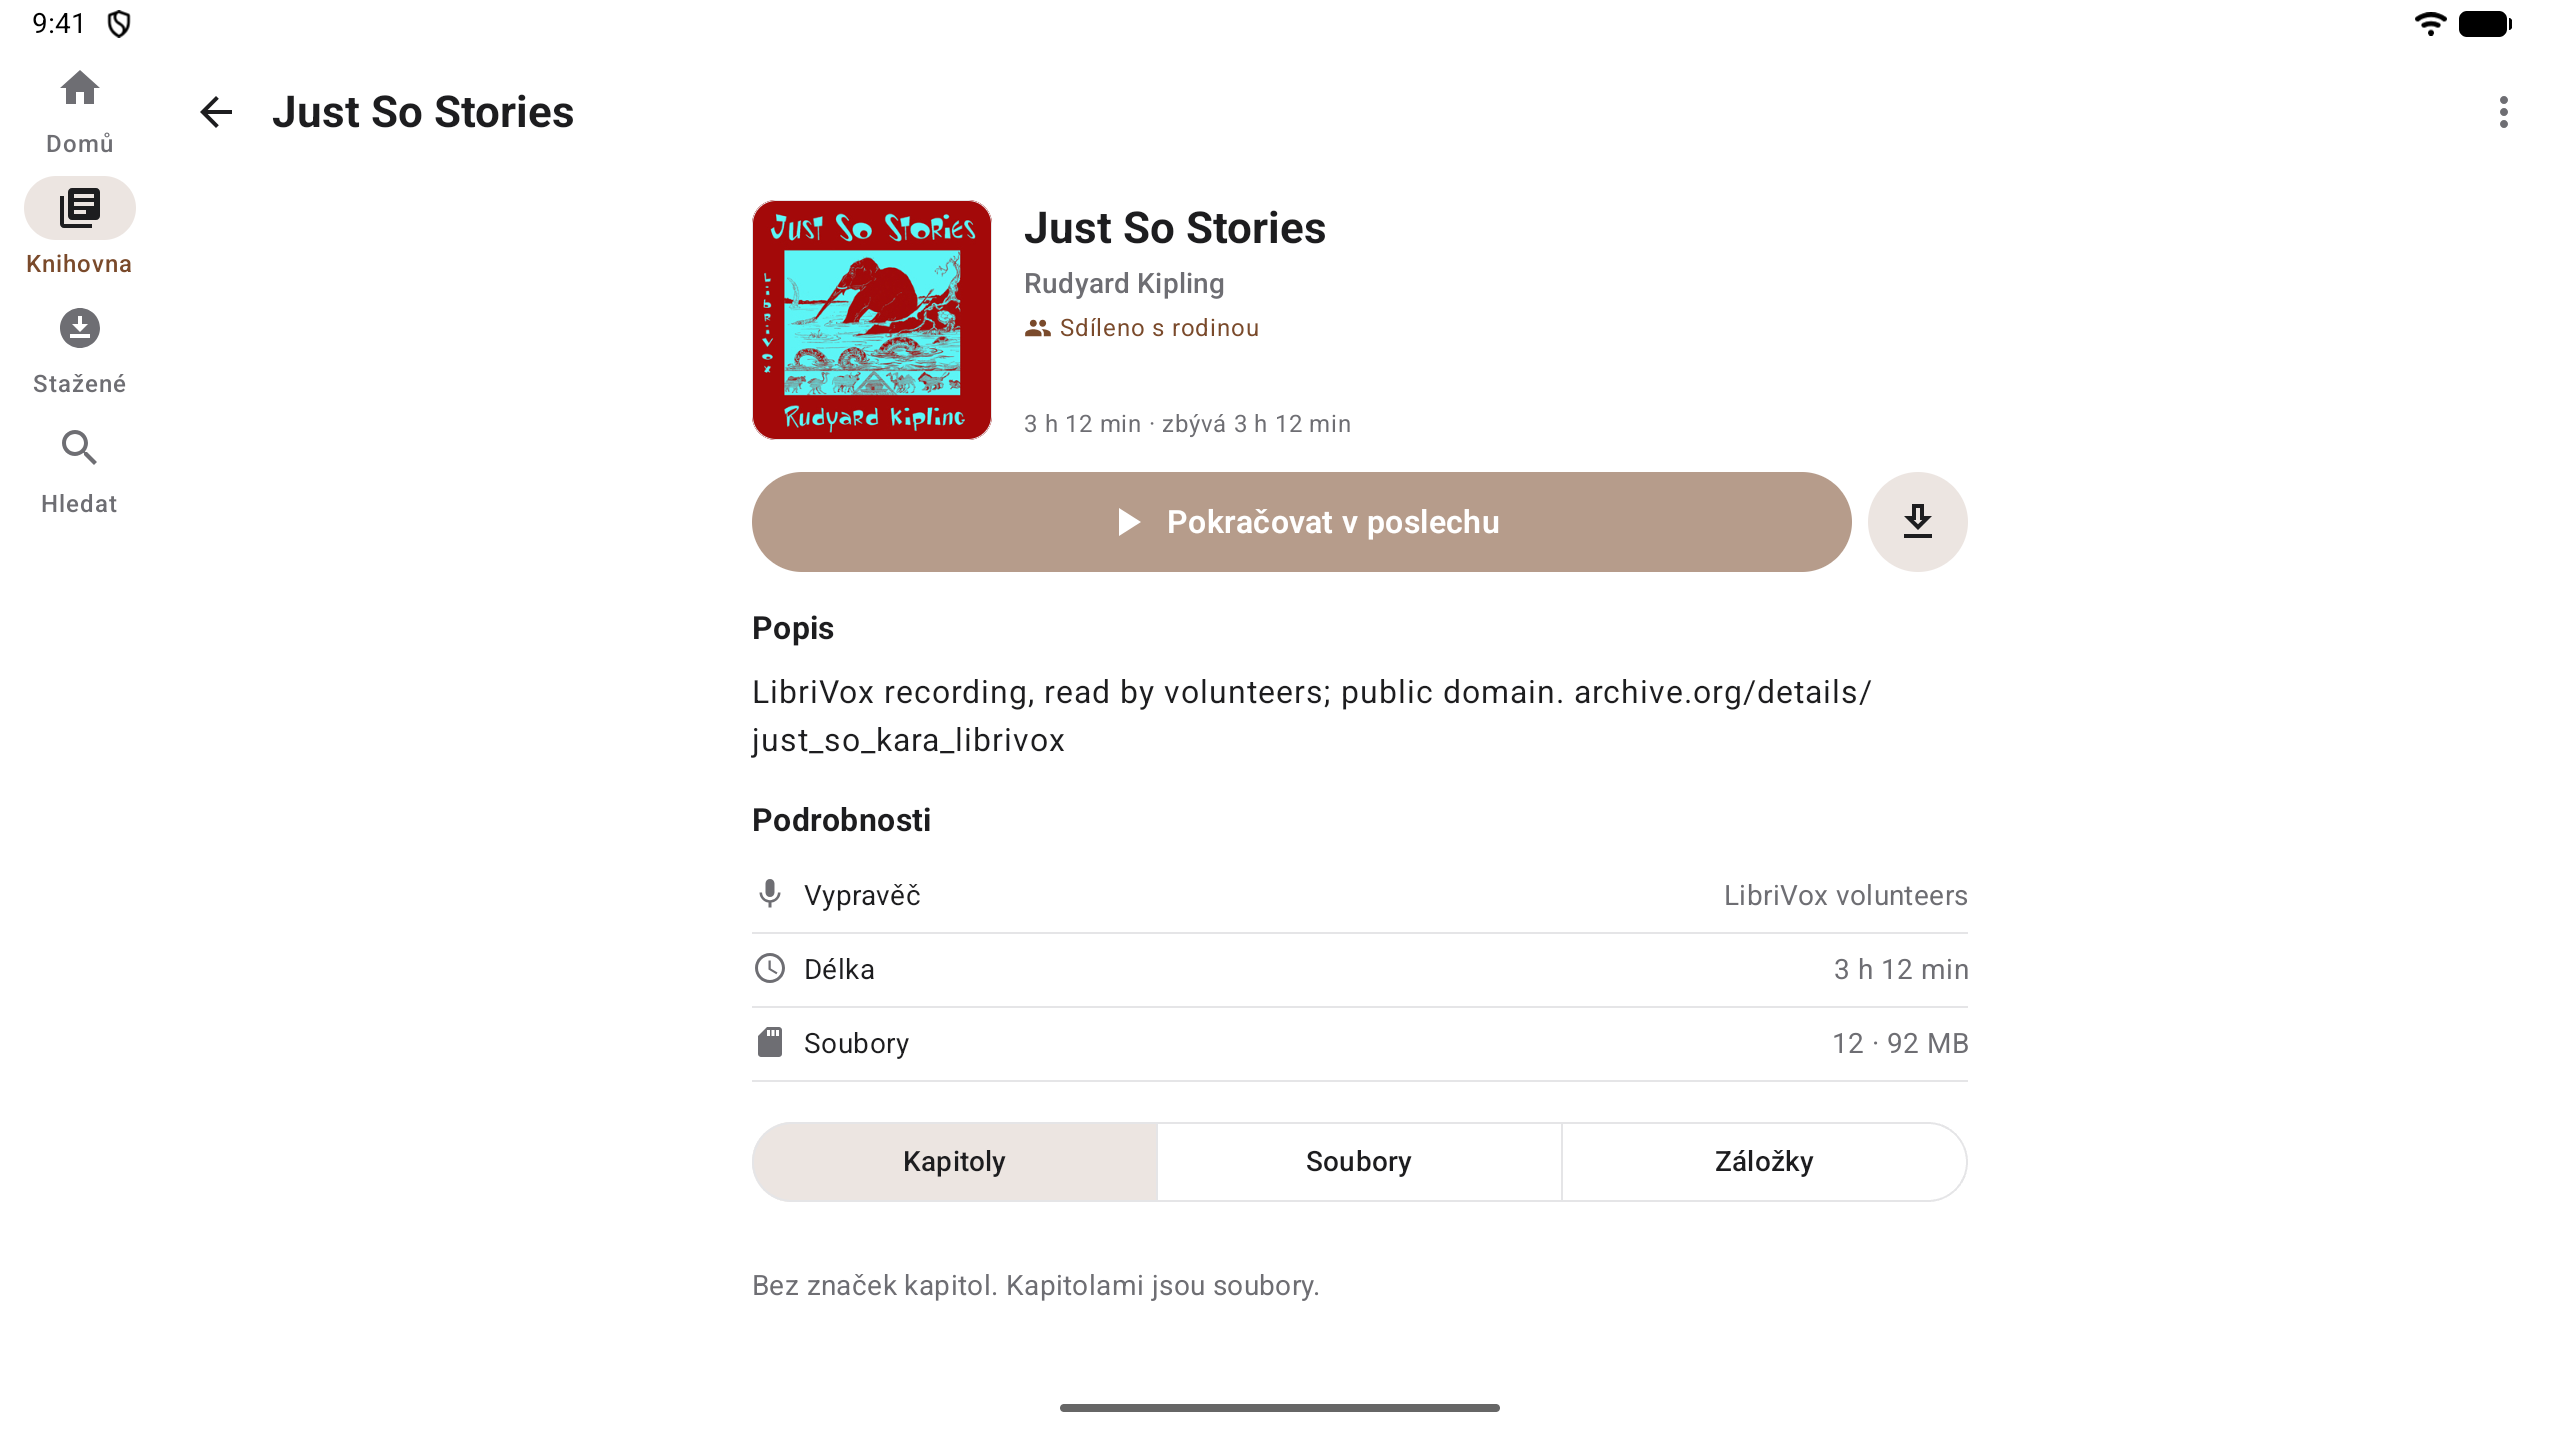 9:41
Domů
Knihovna
Stažené
Hledat
Just So Stories
Just So Stories
LibriVox
Rudyard Kipling
Just So Stories
Rudyard Kipling
Sdíleno s rodinou
3 h 12 min · zbývá 3 h 12 min
Pokračovat v poslechu
Popis
LibriVox recording, read by volunteers; public domain. archive.org/details/
just_so_kara_librivox
Podrobnosti
Vypravěč LibriVox volunteers
Délka 3 h 12 min
Soubory 12 · 92 MB
Kapitoly Soubory Záložky
Bez značek kapitol. Kapitolami jsou soubory.